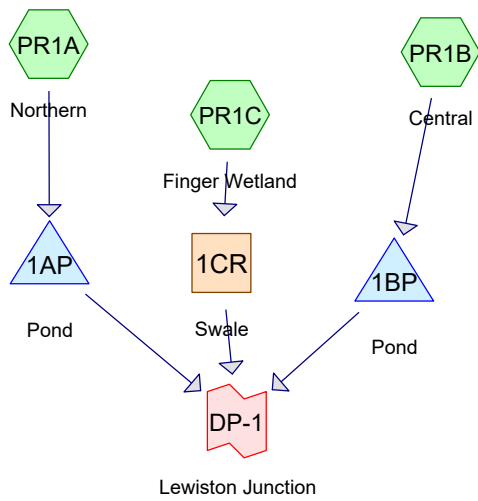 PR1A
Northern
PR1C
Finger Wetland
PR1B
Central
1AP
Pond
1CR
Swale
1BP
Pond
DP-1
Lewiston Junction